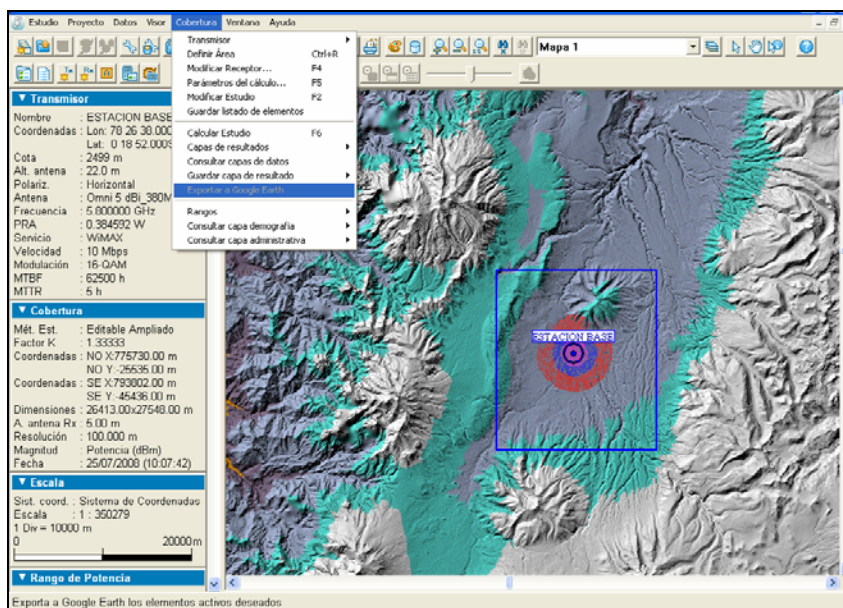 Estudio Proyecto Datos Visor Cobertura Ventana Ayuda
Mapa 1
Transmisor
Definir Área Ctrl+R
Modificar Receptor... F4
Parámetros del cálculo... F5
Modificar Estudio F2
Guardar listado de elementos
Calcular Estudio F6
Capas de resultados
Consultar capas de datos
Guardar capa de resultado
Exportar a Google Earth
Rangos
Consultar capa demografia
Consultar capa administrativa
Transmisor
Nombre : ESTACION BASE
Coordenadas : Lon: 78 26 38.000
Lat: 0 18 52.000S
Cota : 2499 m
Alt. antena : 22.0 m
Polariz. : Horizontal
Antena : Omni 5 dBi_380M
Frecuencia : 5.800000 GHz
PRA : 0.384592 W
Servicio : WiMAX
Velocidad : 10 Mbps
Modulación : 16-QAM
MTBF : 62500 h
MTTR : 5 h
Cobertura
Mét. Est. : Editable Ampliado
Factor K : 1.33333
Coordenadas : NO X:775730.00 m
NO Y:-25535.00 m
Coordenadas : SE X:793802.00 m
SE Y:-45436.00 m
Dimensiones : 26413.00x27548.00 m
A. antena Rx : 5.00 m
Resolución : 100.000 m
Magnitud : Potencia (dBm)
Fecha : 25/07/2008 (10:07:42)
Escala
Sist. coord. : Sistema de Coordenadas
Escala : 1 : 350279
1 Div = 10000 m
0 20000m
Rango de Potencia
ESTACION BASE
Exporta a Google Earth los elementos activos deseados